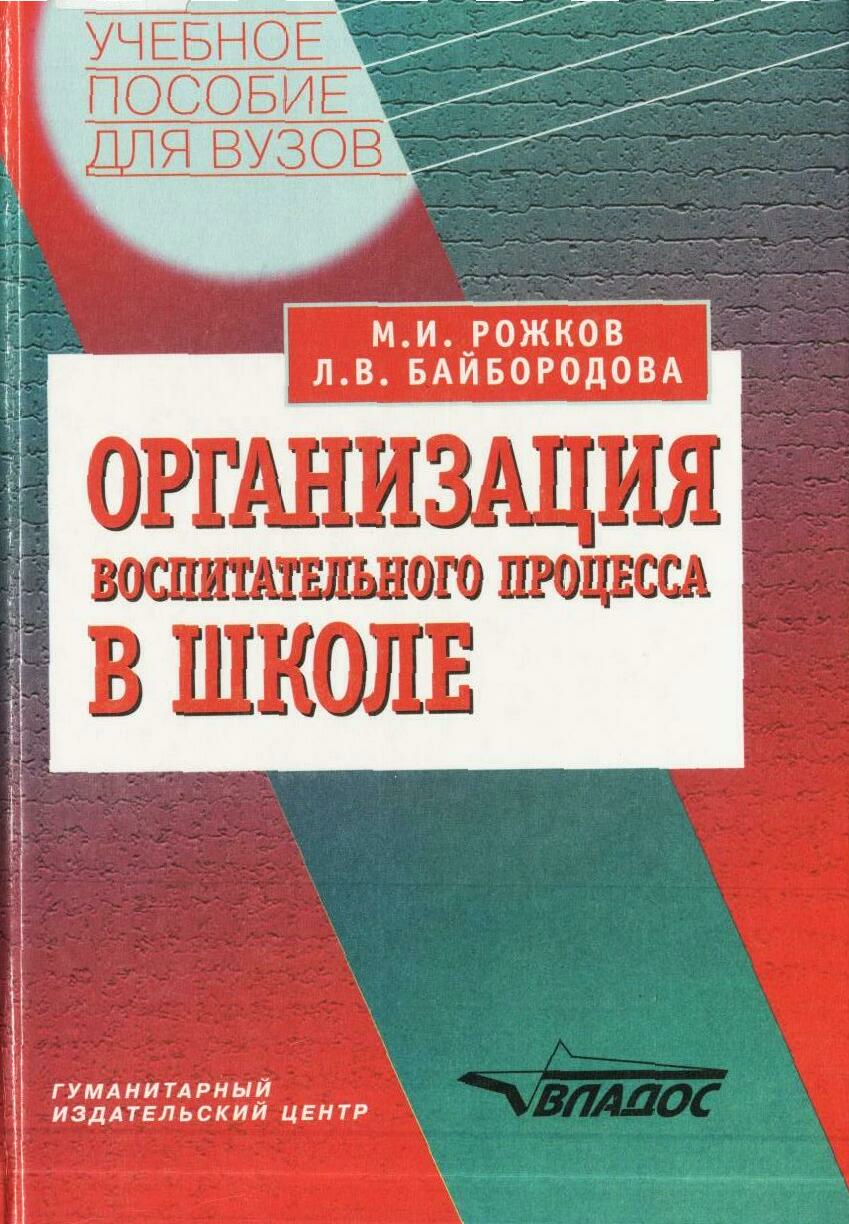 УЧЕБНОЕ
ПОСОБИЕ
ДЛЯ ВУЗОВ
М.И. РОЖКОВ
Л.В. БАЙБОРОДОВА
ОРГАНИЗАЦИЯ
ВОСПИТАТЕЛЬНОГО ПРОЦЕССА
В ШКОЛЕ
ГУМАНИТАРНЫЙ
ИЗДАТЕЛЬСКИЙ ЦЕНТР
ВЛАДОС